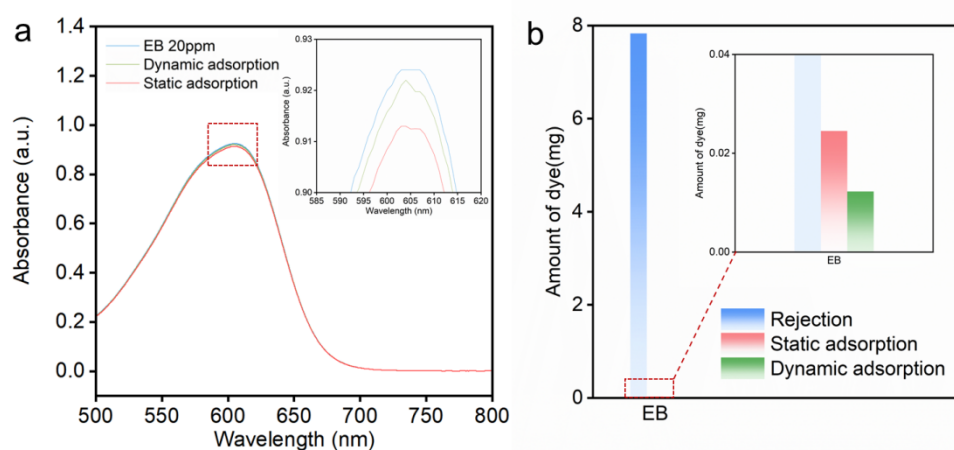 a
Absorbance (a.u.)
1.4
1.2
1.0
0.8
0.6
0.4
0.2
0.0
500
550
600
650
700
750
800
Wavelength (nm)
EB 20ppm
Dynamic adsorption
Static adsorption
Absorbance (a.u.)
0.93
0.92
0.91
0.90
585
590
595
600
605
610
615
620
Wavelength (nm)
b
Amount of dye(mg)
8
6
4
2
0
EB
Amount of dye(mg)
0.04
0.02
0.00
EB
Rejection
Static adsorption
Dynamic adsorption